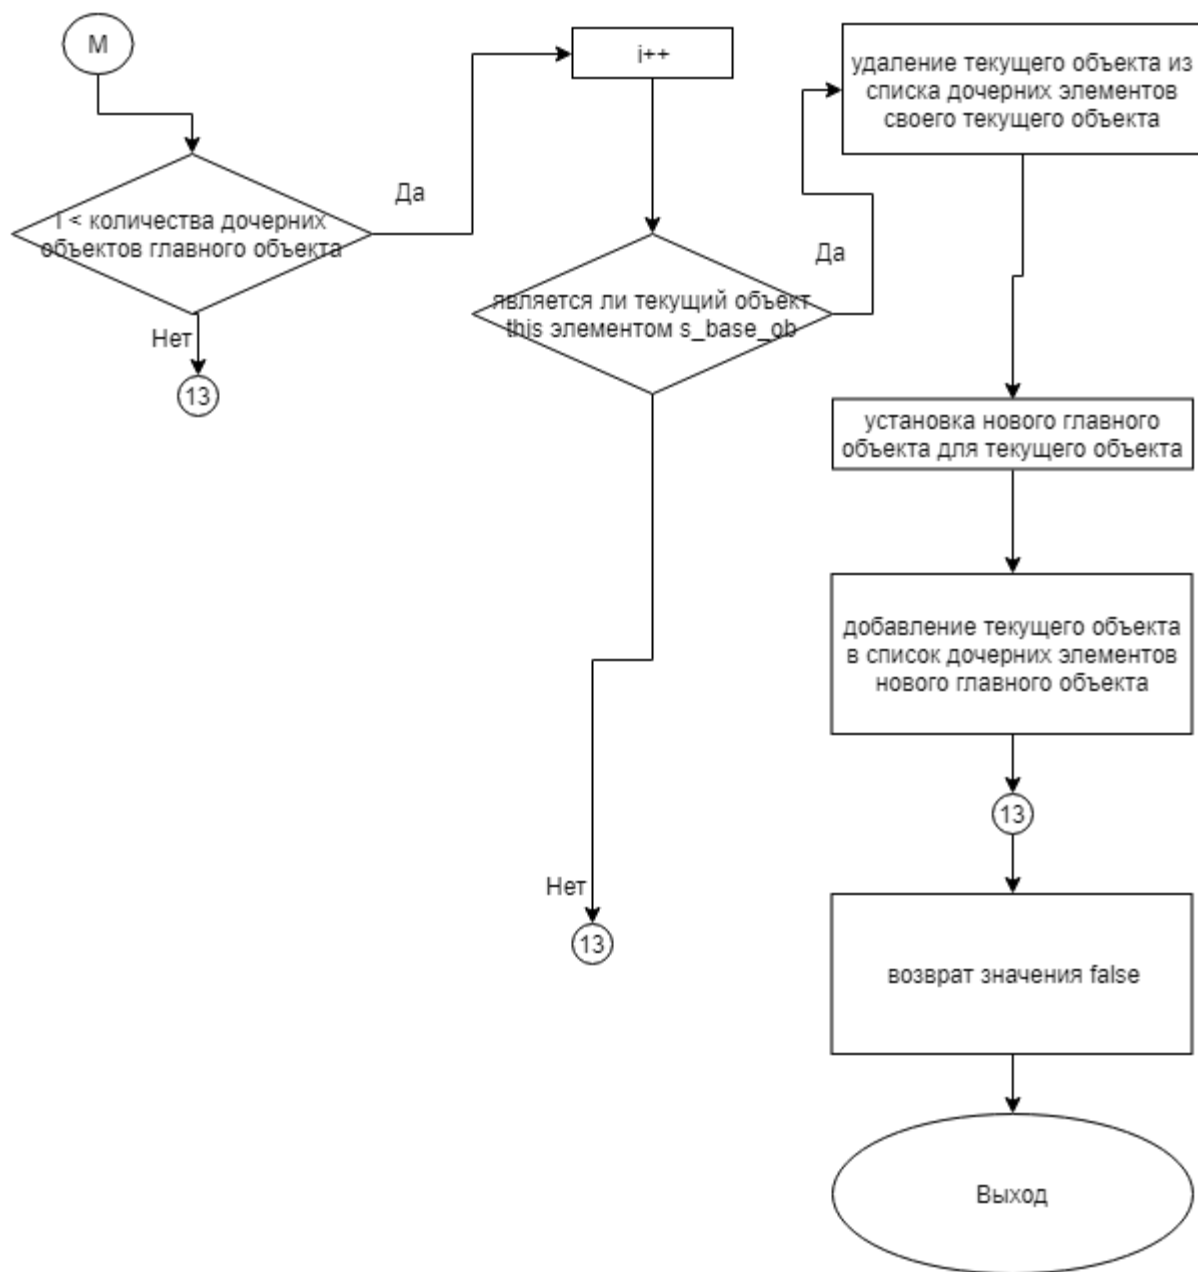 М
i < количества дочерних
объектов главного объекта
Да
Нет
13
i++
является ли текущий объект
this элементом s_base_ob
Да
Нет
13
удаление текущего объекта из
списка дочерних элементов
своего текущего объекта
установка нового главного
объекта для текущего объекта
добавление текущего объекта
в список дочерних элементов
нового главного объекта
13
возврат значения false
Выход